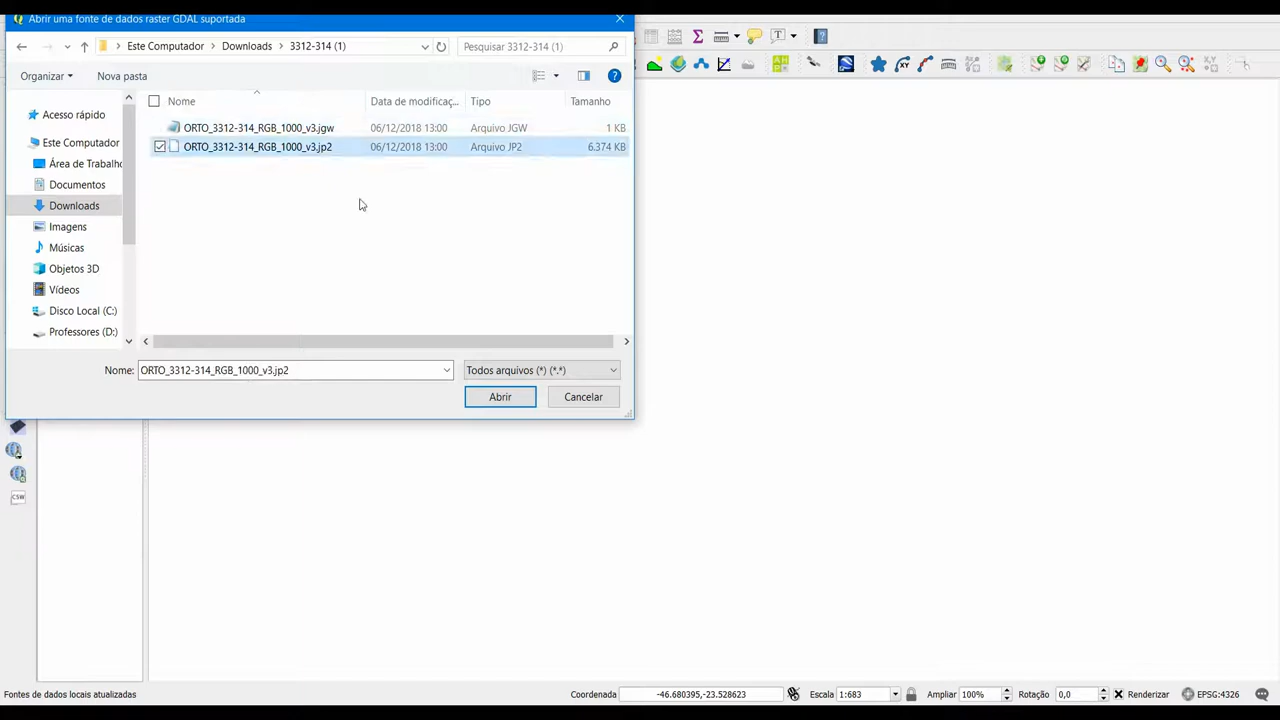 Abrir uma fonte de dados raster GDAL suportada
Este Computador
Downloads
3312-314 (1)
Pesquisar 3312-314 (1)
Organizar
Nova pasta
Nome
Data de modificaç...
Tipo
Tamanho
ORTO_3312-314_RGB_1000_v3.jgw
06/12/2018 13:00
Arquivo JGW
1 KB
ORTO_3312-314_RGB_1000_v3.jp2
06/12/2018 13:00
Arquivo JP2
6.374 KB
Acesso rápido
Este Computador
Área de Trabalho
Documentos
Downloads
Imagens
Músicas
Objetos 3D
Vídeos
Disco Local (C:)
Professores (D:)
Nome:
ORTO_3312-314_RGB_1000_v3.jp2
Todos arquivos (*) (*.*)
Abrir
Cancelar
CSW
Fontes de dados locais atualizadas
Coordenada
-46.680395,-23.528623
Escala
1:683
Ampliar
100%
Rotação
0,0
Renderizar
EPSG:4326